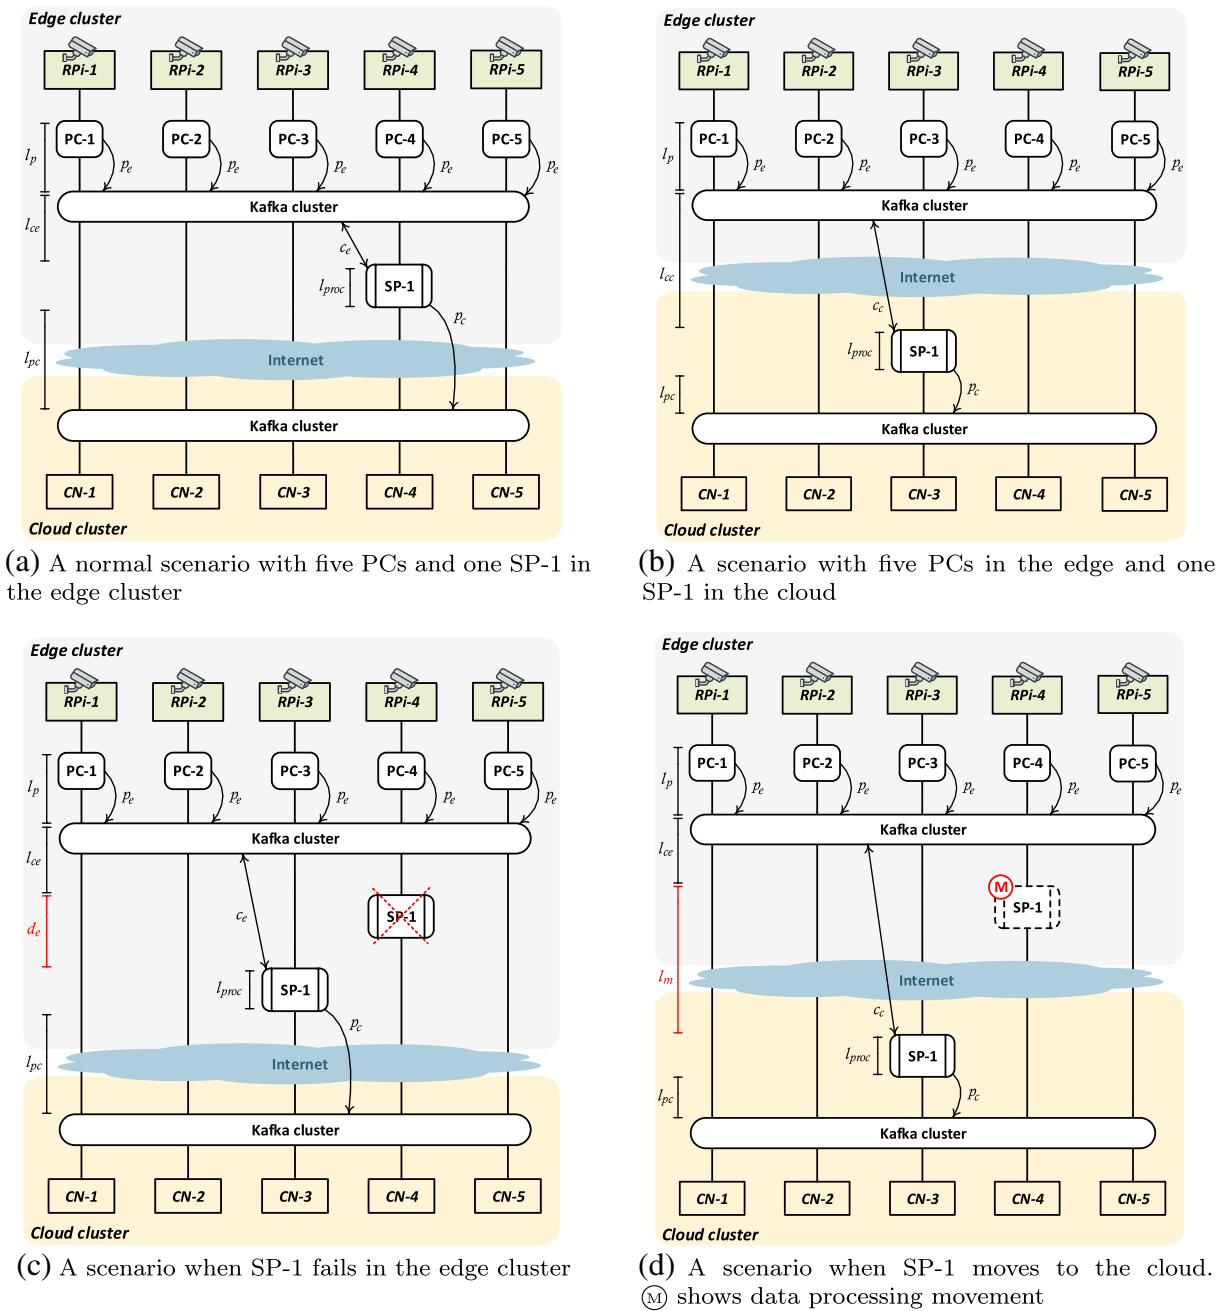 Edge cluster
RPi-1 RPi-2 RPi-3 RPi-4 RPi-5
PC-1 PC-2 PC-3 PC-4 PC-5
l_p p_e p_e p_e p_e p_e
Kafka cluster
l_ce c_e
l_proc SP-1
p_c
l_pc Internet
Kafka cluster
CN-1 CN-2 CN-3 CN-4 CN-5
Cloud cluster
(a) A normal scenario with five PCs and one SP-1 in
the edge cluster
Edge cluster
RPi-1 RPi-2 RPi-3 RPi-4 RPi-5
PC-1 PC-2 PC-3 PC-4 PC-5
l_p p_e p_e p_e p_e p_e
Kafka cluster
l_cc Internet
c_c
l_proc SP-1
l_pc p_c
Kafka cluster
CN-1 CN-2 CN-3 CN-4 CN-5
Cloud cluster
(b) A scenario with five PCs in the edge and one
SP-1 in the cloud
Edge cluster
RPi-1 RPi-2 RPi-3 RPi-4 RPi-5
PC-1 PC-2 PC-3 PC-4 PC-5
l_p p_e p_e p_e p_e p_e
Kafka cluster
l_ce
d_e c_e SP-1
l_proc SP-1
p_c
l_pc Internet
Kafka cluster
CN-1 CN-2 CN-3 CN-4 CN-5
Cloud cluster
(c) A scenario when SP-1 fails in the edge cluster
Edge cluster
RPi-1 RPi-2 RPi-3 RPi-4 RPi-5
PC-1 PC-2 PC-3 PC-4 PC-5
l_p p_e p_e p_e p_e p_e
Kafka cluster
l_ce
M SP-1
l_m Internet
c_c
l_proc SP-1
l_pc p_c
Kafka cluster
CN-1 CN-2 CN-3 CN-4 CN-5
Cloud cluster
(d) A scenario when SP-1 moves to the cloud.
Ⓜ shows data processing movement